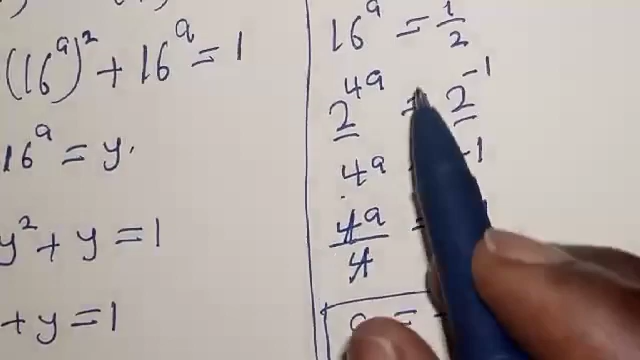 (16^a)^2 + 16^a = 1
16^a = y.
y^2 + y = 1
+ y = 1
16^a = 1/2
2^4a = 2^-1
4a -1
4a/4 =
a = -